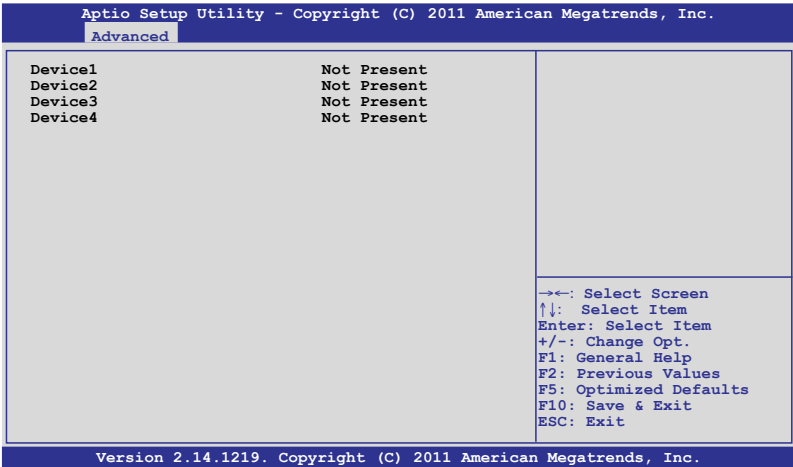 Aptio Setup Utility - Copyright (C) 2011 American Megatrends, Inc.
Advanced
Device1 Not Present
Device2 Not Present
Device3 Not Present
Device4 Not Present
→←: Select Screen
↑↓: Select Item
Enter: Select Item
+/-: Change Opt.
F1: General Help
F2: Previous Values
F5: Optimized Defaults
F10: Save & Exit
ESC: Exit
Version 2.14.1219. Copyright (C) 2011 American Megatrends, Inc.